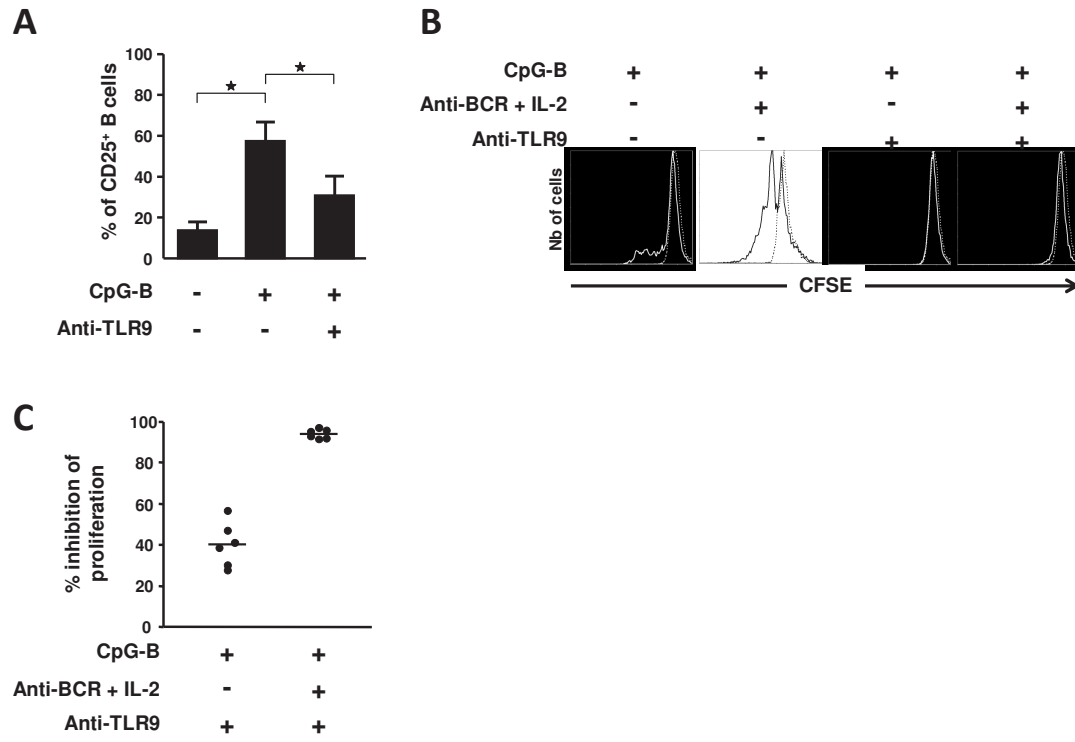 A
% of CD25⁺ B cells
100
80
60
40
20
0
★
★
CpG-B - + +
Anti-TLR9 - - +
B
CpG-B + + + +
Anti-BCR + IL-2 - + - +
Anti-TLR9 - - + +
Nb of cells
CFSE
C
% inhibition of
proliferation
100
80
60
40
20
0
CpG-B + +
Anti-BCR + IL-2 - +
Anti-TLR9 + +